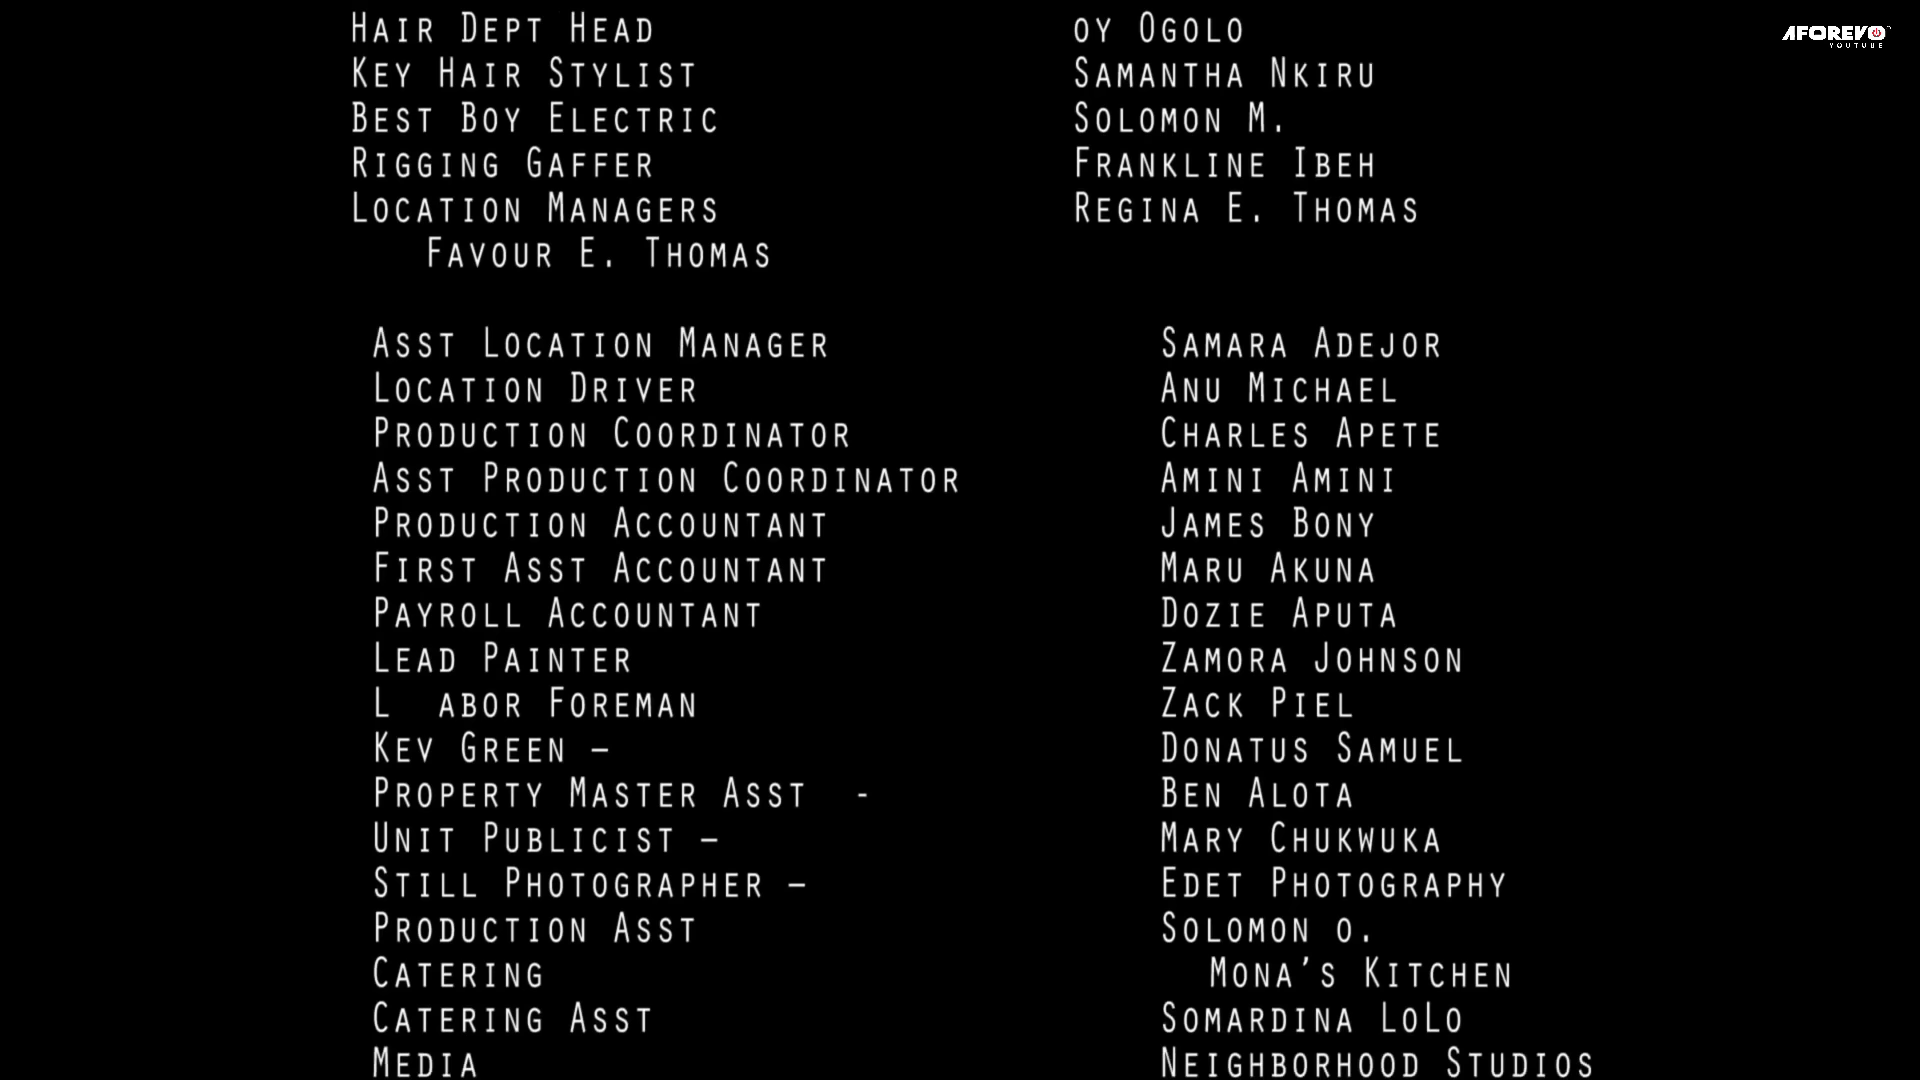 Hair Dept Head oy Ogolo
AFOREVO
YOUTUBE
Key Hair Stylist Samantha Nkiru
Best Boy Electric Solomon M.
Rigging Gaffer Frankline Ibeh
Location Managers Regina E. Thomas
Favour E. Thomas
Asst Location Manager Samara Adejor
Location Driver Anu Michael
Production Coordinator Charles Apete
Asst Production Coordinator Amini Amini
Production Accountant James Bony
First Asst Accountant Maru Akuna
Payroll Accountant Dozie Aputa
Lead Painter Zamora Johnson
L abor Foreman Zack Piel
Kev Green – Donatus Samuel
Property Master Asst - Ben Alota
Unit Publicist – Mary Chukwuka
Still Photographer – Edet Photography
Production Asst Solomon o.
Catering Mona’s Kitchen
Catering Asst Somardina LoLo
Media Neighborhood Studios